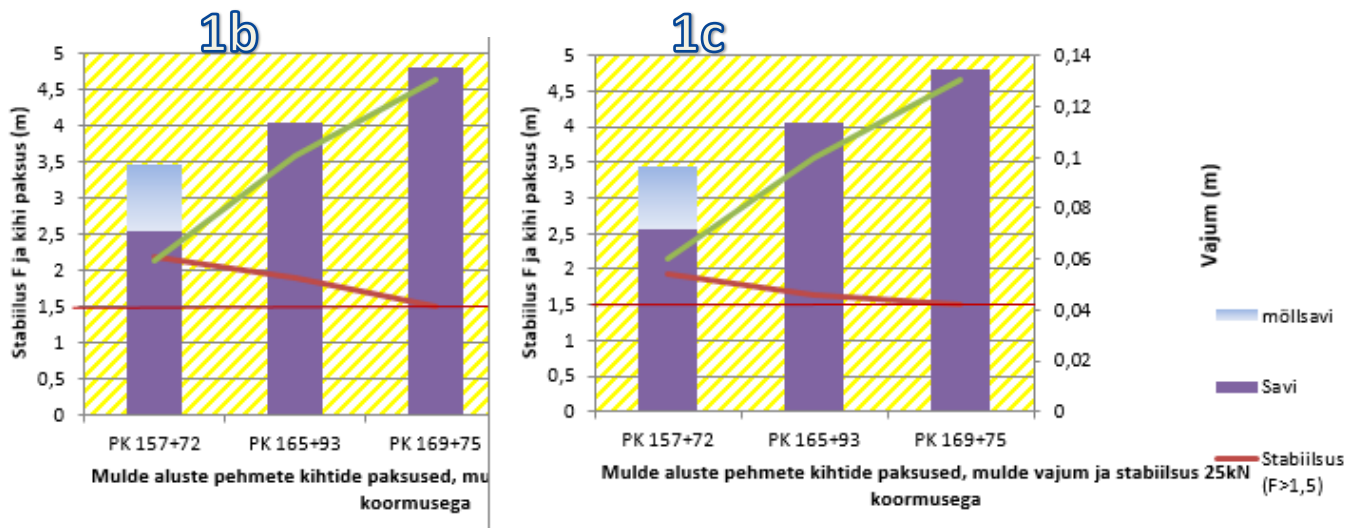 1b
5
4,5
4
3,5
3
2,5
2
1,5
1
0,5
0
Stabiilus F ja kihi paksus (m)
PK 157+72 PK 165+93 PK 169+75
Mulde aluste pehmete kihtide paksused, mu
koormusega
1c
5
4,5
4
3,5
3
2,5
2
1,5
1
0,5
0
Stabiilus F ja kihi paksus (m)
0,14
0,12
0,1
0,08
0,06
0,04
0,02
0
Vajum (m)
PK 157+72 PK 165+93 PK 169+75
Mulde aluste pehmete kihtide paksused, mulde vajum ja stabiilsus 25kN
koormusega
möllsavi
Savi
Stabiilsus
(F>1,5)